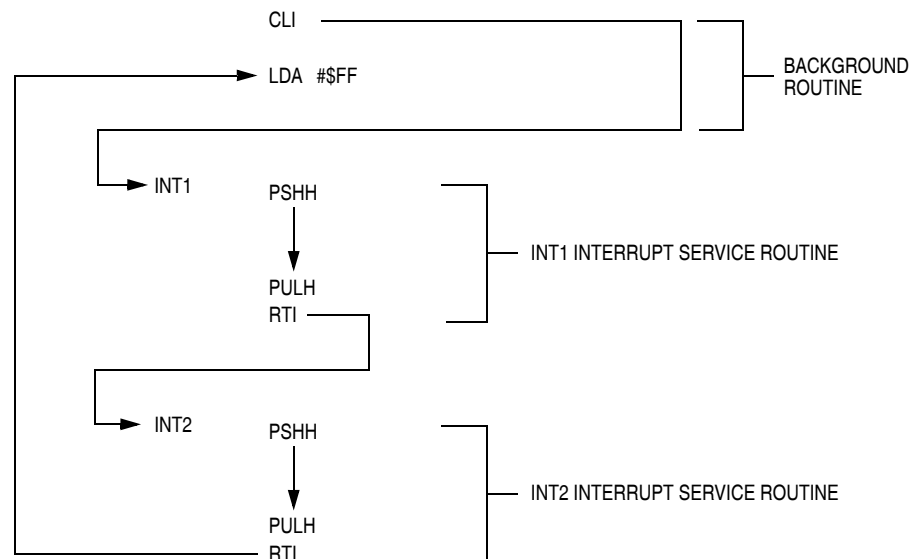 CLI
LDA #$FF
BACKGROUND
ROUTINE
INT1
PSHH
INT1 INTERRUPT SERVICE ROUTINE
PULH
RTI
INT2
PSHH
INT2 INTERRUPT SERVICE ROUTINE
PULH
RTI